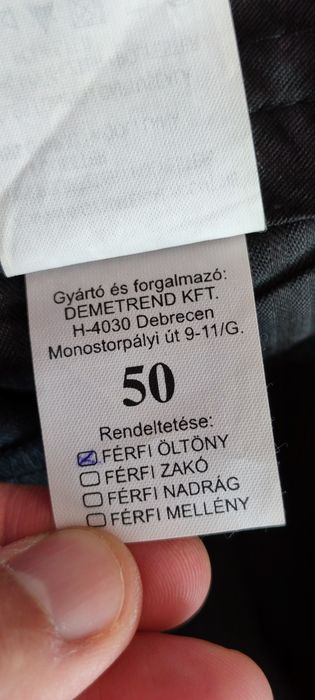 Gyártó és forgalmazó:
DEMETREND KFT.
H-4030 Debrecen
Monostorpályi út 9-11/G.
50
Rendeltetése:
FÉRFI ÖLTÖNY
FÉRFI ZAKÓ
FÉRFI NADRÁG
FÉRFI MELLÉNY